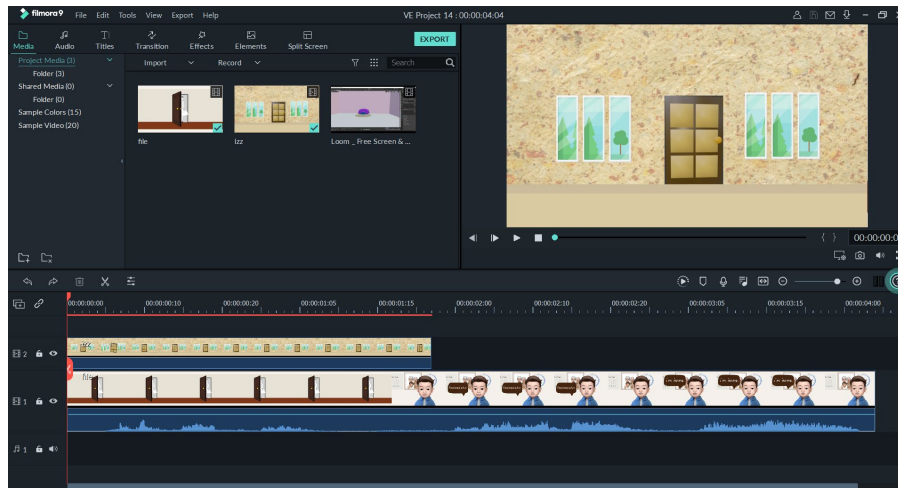 filmora9 File Edit Tools View Export Help VE Project 14 : 00:00:04:04
Media Audio Titles Transition Effects Elements Split Screen EXPORT
Project Media (3) Import Record Search
Folder (3)
Shared Media (0)
Folder (0)
Sample Colors (15)
Sample Video (20)
file Izz Loom _ Free Screen & ...
{ } 00:00:00:0
00:00:00:00 00:00:00:10 00:00:00:20 00:00:01:05 00:00:01:15 00:00:02:00 00:00:02:10 00:00:02:20 00:00:03:05 00:00:03:15 00:00:04:00
2
file
1
1